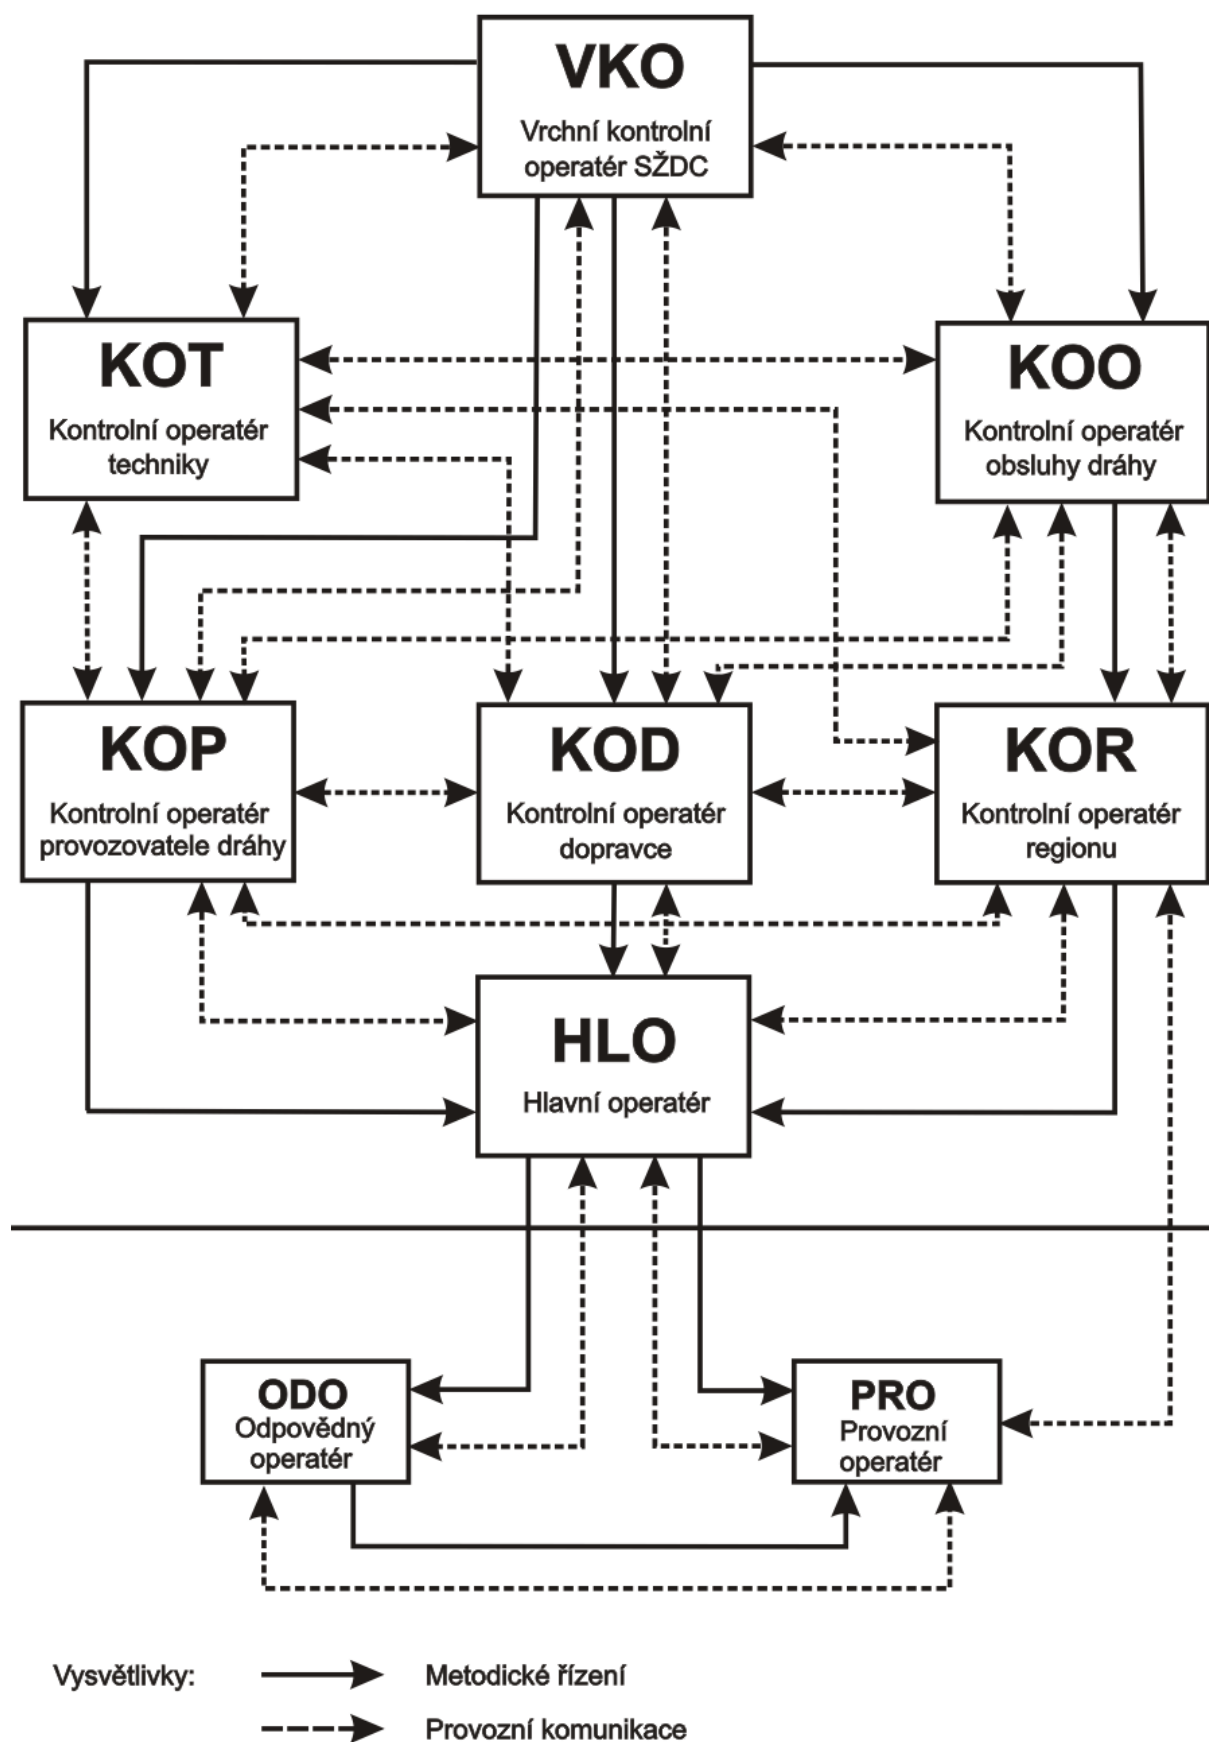 VKO
Vrchní kontrolní
operatér SŽDC
KOT
Kontrolní operatér
techniky
KOO
Kontrolní operatér
obsluhy dráhy
KOP
Kontrolní operatér
provozovatele dráhy
KOD
Kontrolní operatér
dopravce
KOR
Kontrolní operatér
regionu
HLO
Hlavní operatér
ODO
Odpovědný
operatér
PRO
Provozní
operatér
Vysvětlivky:
Metodické řízení
Provozní komunikace